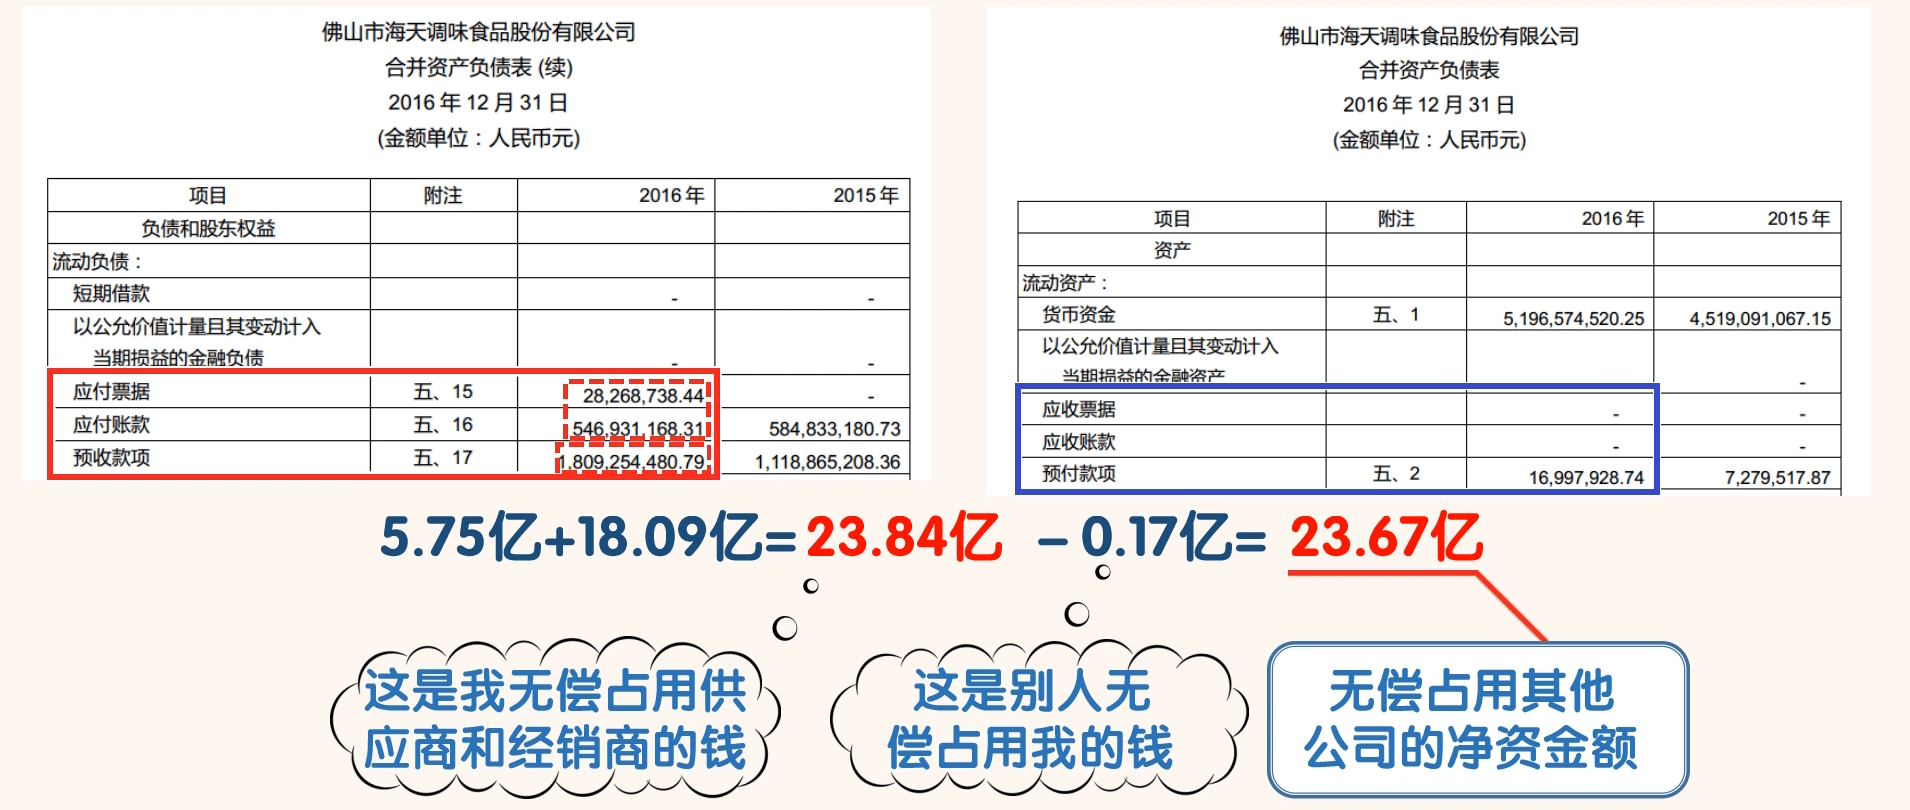 佛山市海天调味食品股份有限公司
合并资产负债表 (续)
2016 年 12 月 31 日
(金额单位：人民币元)
项目 附注 2016 年 2015 年
负债和股东权益
流动负债：
短期借款 - -
以公允价值计量且其变动计入
当期损益的金融负债 - -
应付票据 五、15 28,268,738.44 -
应付账款 五、16 546,931,168.31 584,833,180.73
预收款项 五、17 1,809,254,480.79 1,118,865,208.36
佛山市海天调味食品股份有限公司
合并资产负债表
2016 年 12 月 31 日
(金额单位：人民币元)
项目 附注 2016 年 2015 年
资产
流动资产：
货币资金 五、1 5,196,574,520.25 4,519,091,067.15
以公允价值计量且其变动计入
当期损益的金融资产 -
应收票据 - -
应收账款 - -
预付款项 五、2 16,997,928.74 7,279,517.87
5.75亿+18.09亿=23.84亿 -0.17亿= 23.67亿
这是我无偿占用供
应商和经销商的钱
这是别人无
偿占用我的钱
无偿占用其他
公司的净资金额